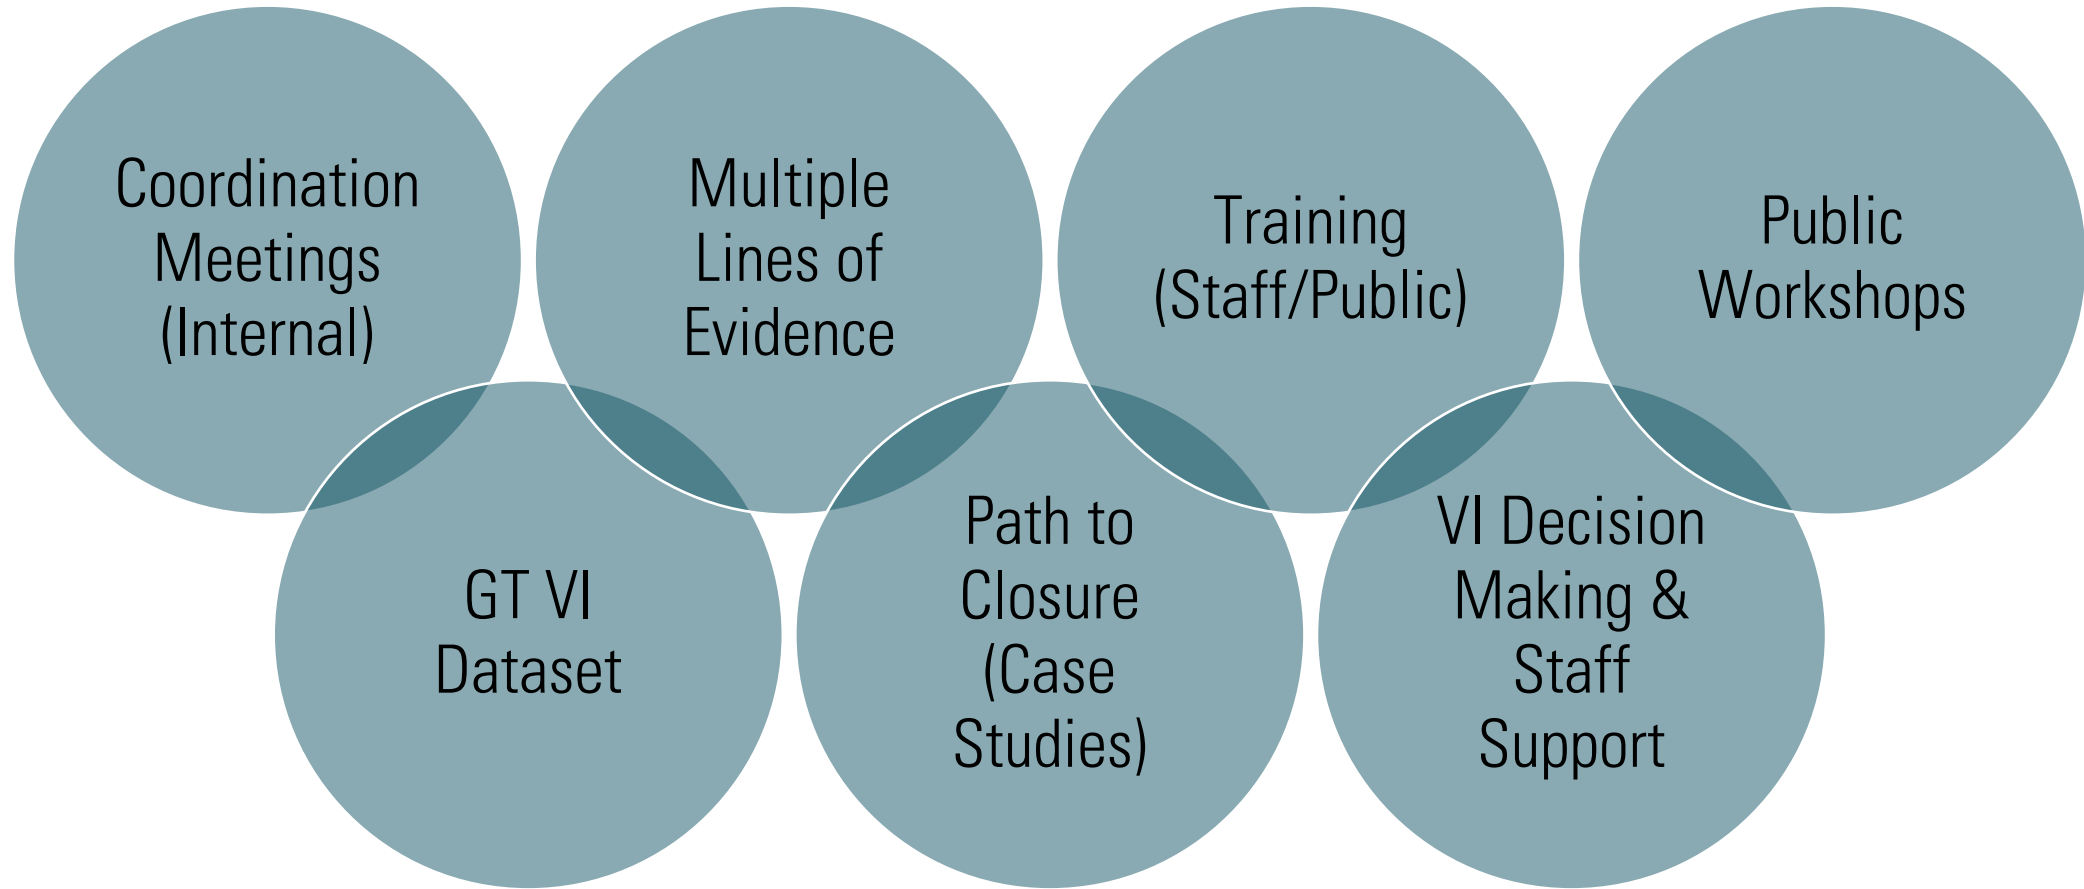 Coordination
Meetings
(Internal)
Multiple
Lines of
Evidence
Training
(Staff/Public)
Public
Workshops
GT VI
Dataset
Path to
Closure
(Case
Studies)
VI Decision
Making &
Staff
Support